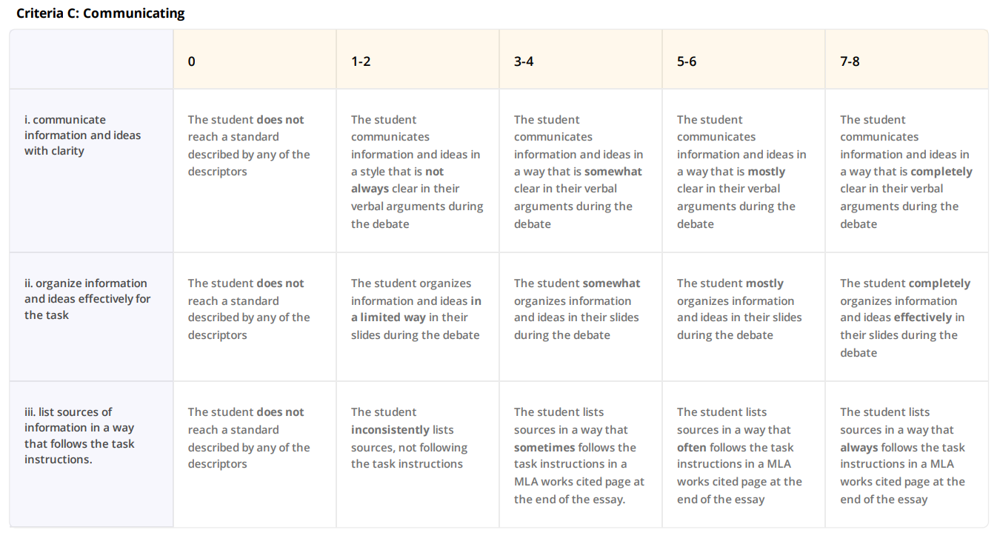 Criteria C: Communicating
0
1-2
3-4
5-6
7-8
i. communicate
information and ideas
with clarity
The student does not
reach a standard
described by any of the
descriptors
The student
communicates
information and ideas in
a style that is not
always clear in their
verbal arguments during
the debate
The student
communicates
information and ideas in
a way that is somewhat
clear in their verbal
arguments during the
debate
The student
communicates
information and ideas in
a way that is mostly
clear in their verbal
arguments during the
debate
The student
communicates
information and ideas in
a way that is completely
clear in their verbal
arguments during the
debate
ii. organize information
and ideas effectively for
the task
The student does not
reach a standard
described by any of the
descriptors
The student organizes
information and ideas in
a limited way in their
slides during the debate
The student somewhat
organizes information
and ideas in their slides
during the debate
The student mostly
organizes information
and ideas in their slides
during the debate
The student completely
organizes information
and ideas effectively in
their slides during the
debate
iii. list sources of
information in a way
that follows the task
instructions.
The student does not
reach a standard
described by any of the
descriptors
The student
inconsistently lists
sources, not following
the task instructions
The student lists
sources in a way that
sometimes follows the
task instructions in a
MLA works cited page at
the end of the essay.
The student lists
sources in a way that
often follows the task
instructions in a MLA
works cited page at the
end of the essay
The student lists
sources in a way that
always follows the task
instructions in a MLA
works cited page at the
end of the essay